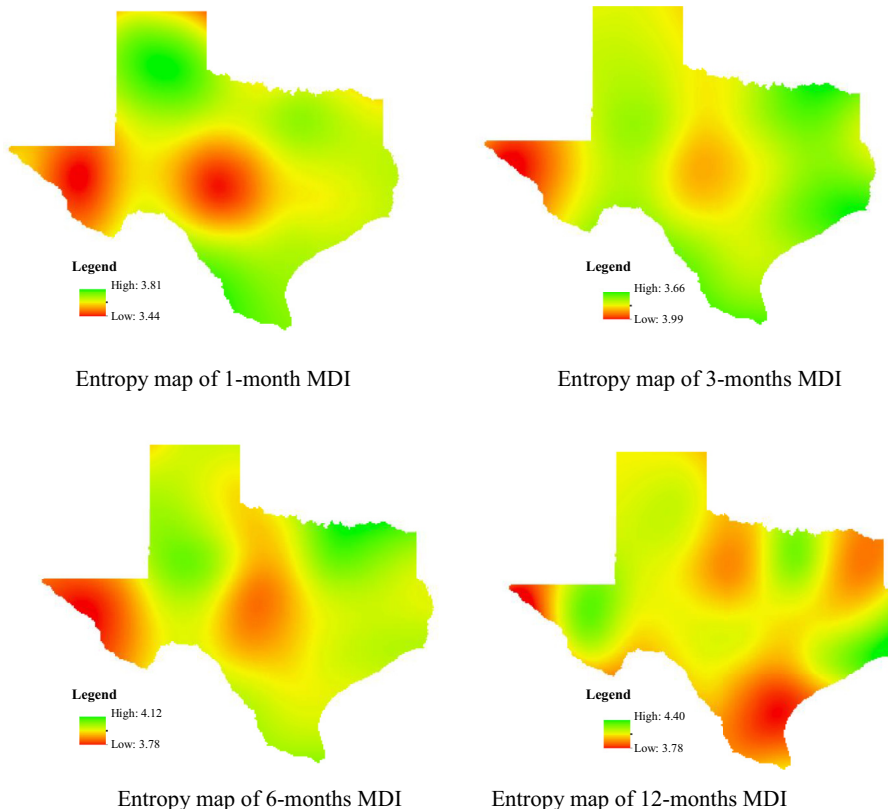 Legend
High: 3.81
Low: 3.44
Entropy map of 1-month MDI
Legend
High: 3.66
Low: 3.99
Entropy map of 3-months MDI
Legend
High: 4.12
Low: 3.78
Entropy map of 6-months MDI
Legend
High: 4.40
Low: 3.78
Entropy map of 12-months MDI